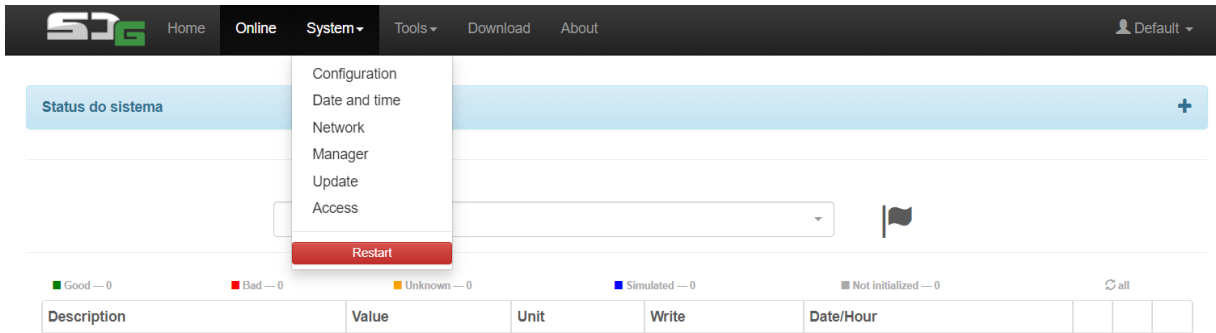 SDG Home Online System Tools Download About Default
Configuration
Status do sistema
Date and time
Network
Manager
Update
Access
Restart
Good — 0 Bad — 0 Unknown — 0 Simulated — 0 Not initialized — 0 all
Description Value Unit Write Date/Hour